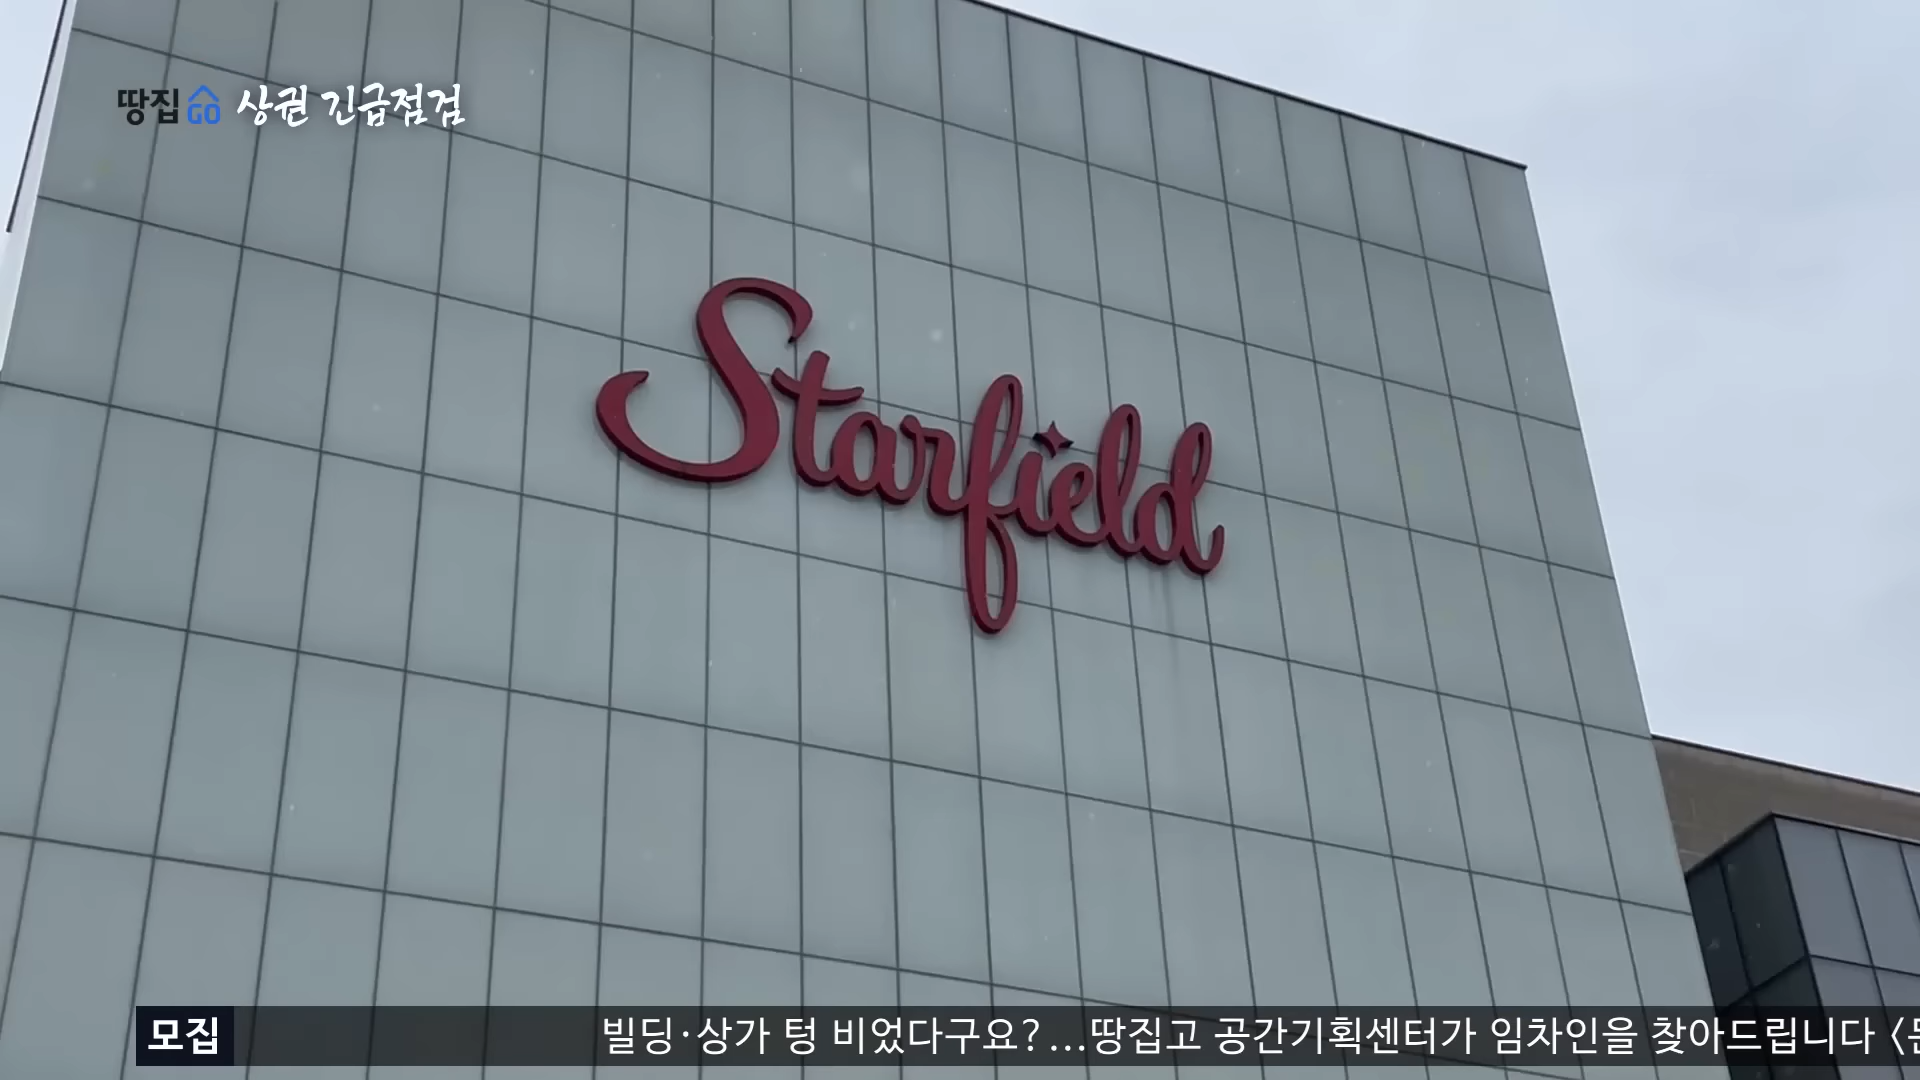 땅집GO 상권 긴급점검
Starfield
모집 빌딩·상가 텅 비었다구요?...땅집고 공간기획센터가 임차인을 찾아드립니다 <